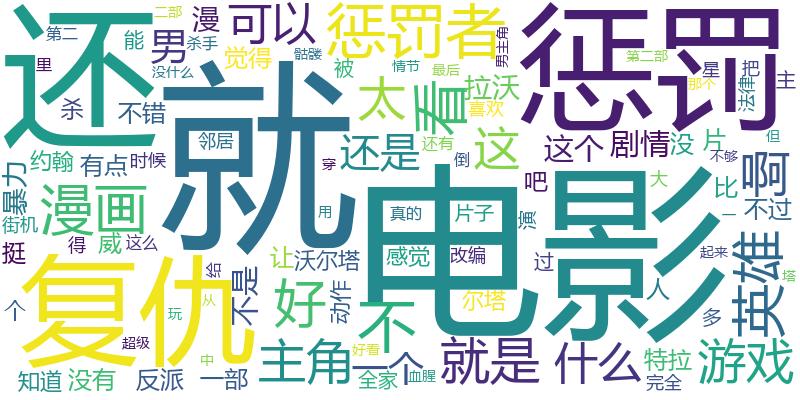 还
二部
漫
可以
惩罚者
惩罚
第二
能
男
杀手
觉得
骷髅
男主角
没什么
里
被
情节
最后
第二部
星
把
主
那个
法律
杀
不错
就
太
看
拉沃
喜欢
邻居
还是
还有
倒
这
这个
剧情
没
片
但
约翰
有点
时候
穿
不够
暴力
漫画
街机
吧
大
比
啊
用
真的
片子
演
一
不过
挺
得
威
这么
电影
感觉
改编
过
起来
英雄
复仇
给
不是
让
沃尔塔
好
动作
不
尔塔
人
多
塔
个
玩
从
超级
中
好看
主角
一个
就是
什么
特拉
游戏
知道
没有
反派
一部
全家
血腥
完全